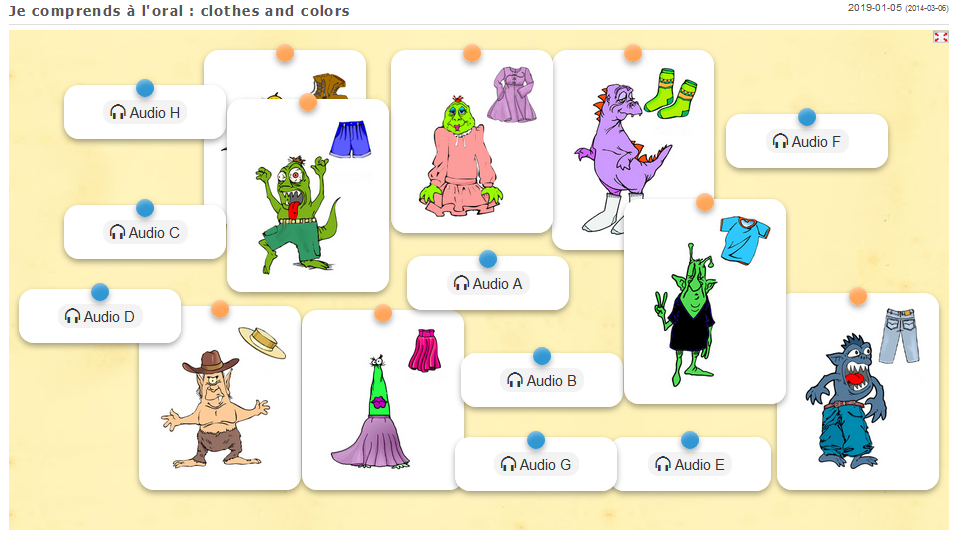 Je comprends à l'oral : clothes and colors
2019-01-05 (2014-03-06)
Audio H
Audio F
Audio C
Audio A
Audio D
Audio B
Audio G
Audio E